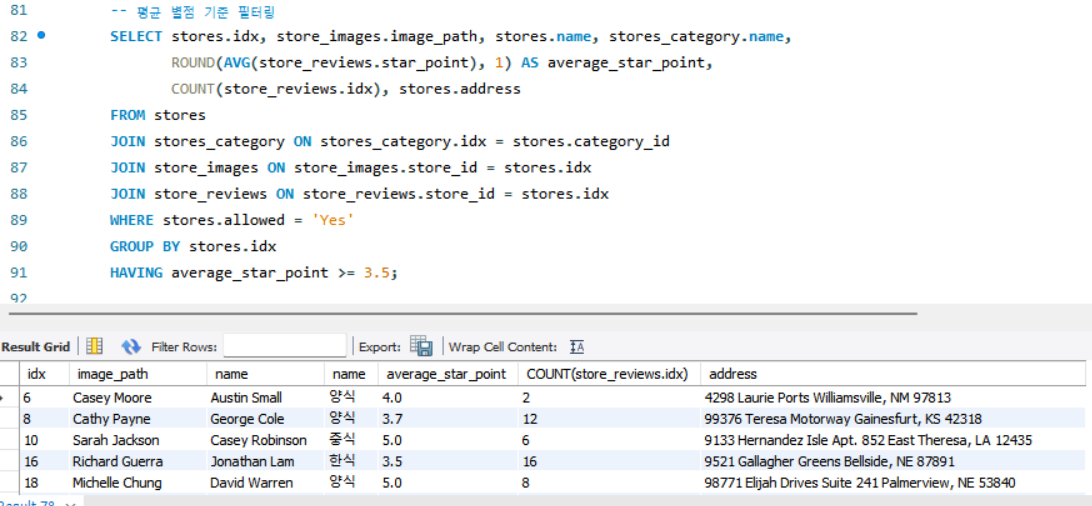 81 -- 평균 별점 기준 필터링
82 SELECT stores.idx, store_images.image_path, stores.name, stores_category.name,
83 ROUND(AVG(store_reviews.star_point), 1) AS average_star_point,
84 COUNT(store_reviews.idx), stores.address
85 FROM stores
86 JOIN stores_category ON stores_category.idx = stores.category_id
87 JOIN store_images ON store_images.store_id = stores.idx
88 JOIN store_reviews ON store_reviews.store_id = stores.idx
89 WHERE stores.allowed = 'Yes'
90 GROUP BY stores.idx
91 HAVING average_star_point >= 3.5;
92
Result Grid Filter Rows: Export: Wrap Cell Content: IA
idx image_path name name average_star_point COUNT(store_reviews.idx) address
6 Casey Moore Austin Small 양식 4.0 2 4298 Laurie Ports Williamsville, NM 97813
8 Cathy Payne George Cole 양식 3.7 12 99376 Teresa Motorway Gainesfurt, KS 42318
10 Sarah Jackson Casey Robinson 중식 5.0 6 9133 Hernandez Isle Apt. 852 East Theresa, LA 12435
16 Richard Guerra Jonathan Lam 한식 3.5 16 9521 Gallagher Greens Bellside, NE 87891
18 Michelle Chung David Warren 양식 5.0 8 98771 Elijah Drives Suite 241 Palmerview, NE 53840
Result 78